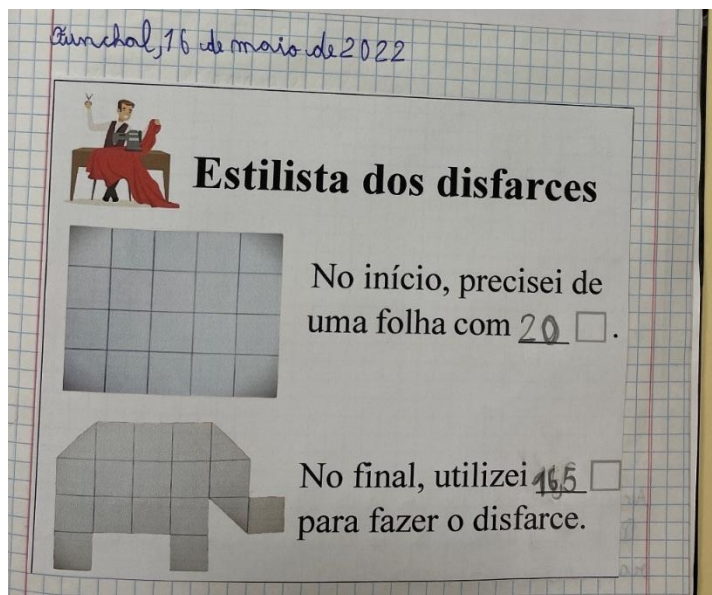 Funchal, 16 de maio de 2022
Estilista dos disfarces
No início, precisei de
uma folha com 20 □.
No final, utilizei 16,5 □
para fazer o disfarce.